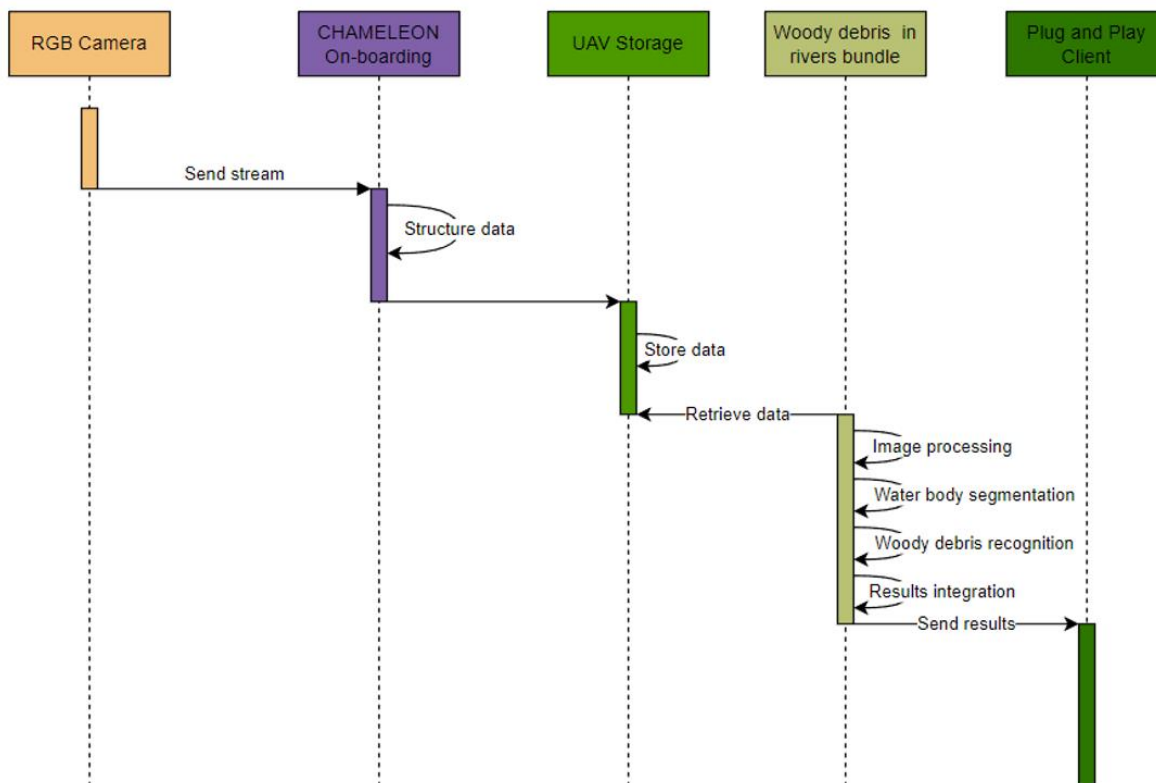 RGB Camera
CHAMELEON
On-boarding
UAV Storage
Woody debris in
rivers bundle
Plug and Play
Client
Send stream
Structure data
Store data
Retrieve data
Image processing
Water body segmentation
Woody debris recognition
Results integration
Send results